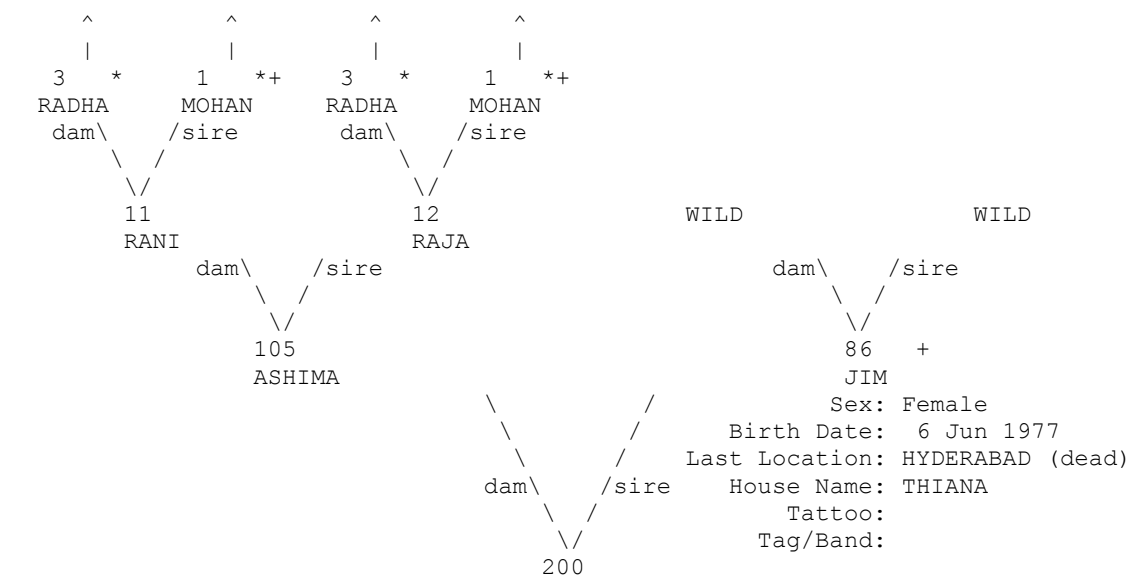 ^ ^ ^ ^
| | | |
3 * 1 *+ 3 * 1 *+
RADHA MOHAN RADHA MOHAN
dam\ /sire dam\ /sire
\ / \ /
\/ \/
11 12 WILD WILD
RANI RAJA
dam\ /sire dam\ /sire
\ / \ /
\/ \/
105 86 +
ASHIMA JIM
\ / Sex: Female
\ / Birth Date: 6 Jun 1977
\ / Last Location: HYDERABAD (dead)
dam\ /sire House Name: THIANA
\ / Tattoo:
\/ Tag/Band:
200